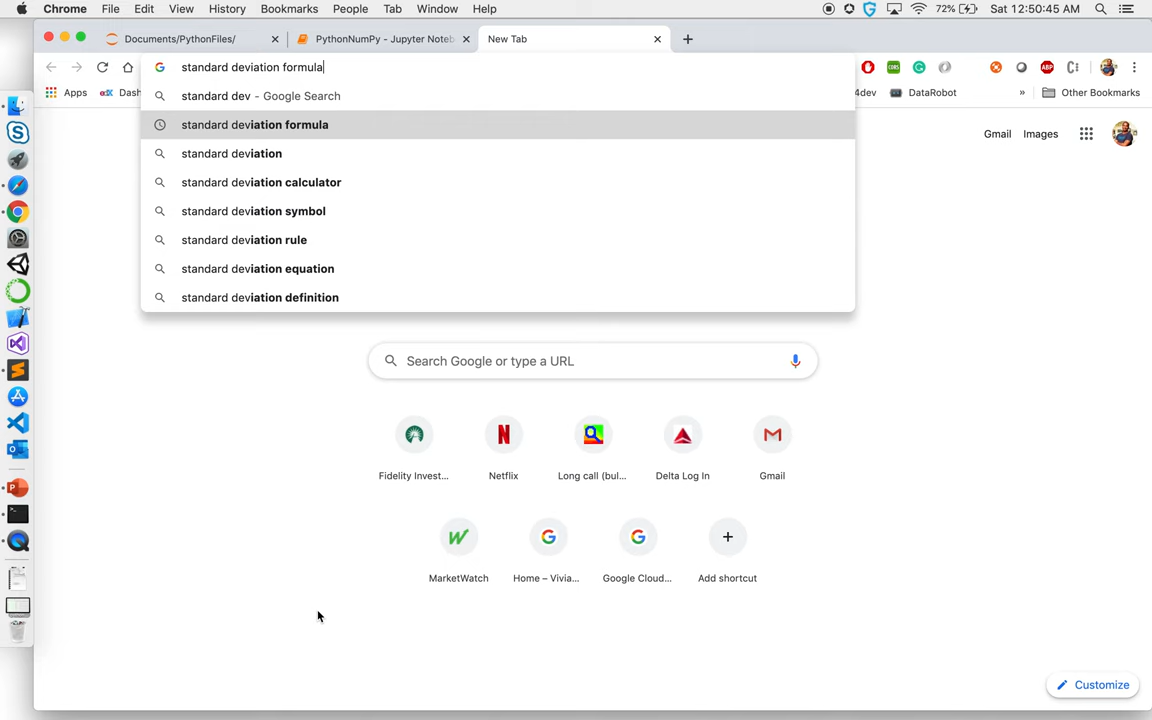 Chrome File Edit View History Bookmarks People Tab Window Help 72% Sat 12:50:45 AM
Documents/PythonFiles/ PythonNumPy - Jupyter Noteb New Tab
standard deviation formula
Apps Dash 4dev DataRobot » Other Bookmarks
standard dev - Google Search
standard deviation formula
standard deviation
standard deviation calculator
standard deviation symbol
standard deviation rule
standard deviation equation
standard deviation definition
Gmail Images
Search Google or type a URL
Fidelity Invest... Netflix Long call (bul... Delta Log In Gmail
MarketWatch Home – Vivia... Google Cloud... Add shortcut
Customize